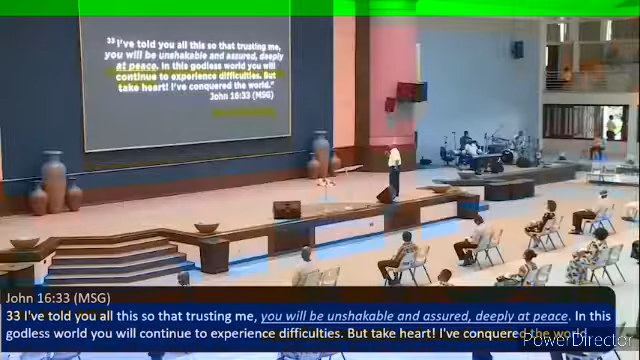 33 I've told you all this so that trusting me,
you will be unshakable and assured, deeply
at peace. In this godless world you will
continue to experience difficulties. But
take heart! I've conquered the world."
John 16:33 (MSG)
John 16:33 (MSG)
33 I've told you all this so that trusting me, you will be unshakable and assured, deeply at peace. In this
godless world you will continue to experience difficulties. But take heart! I've conquered the world
PowerDirector